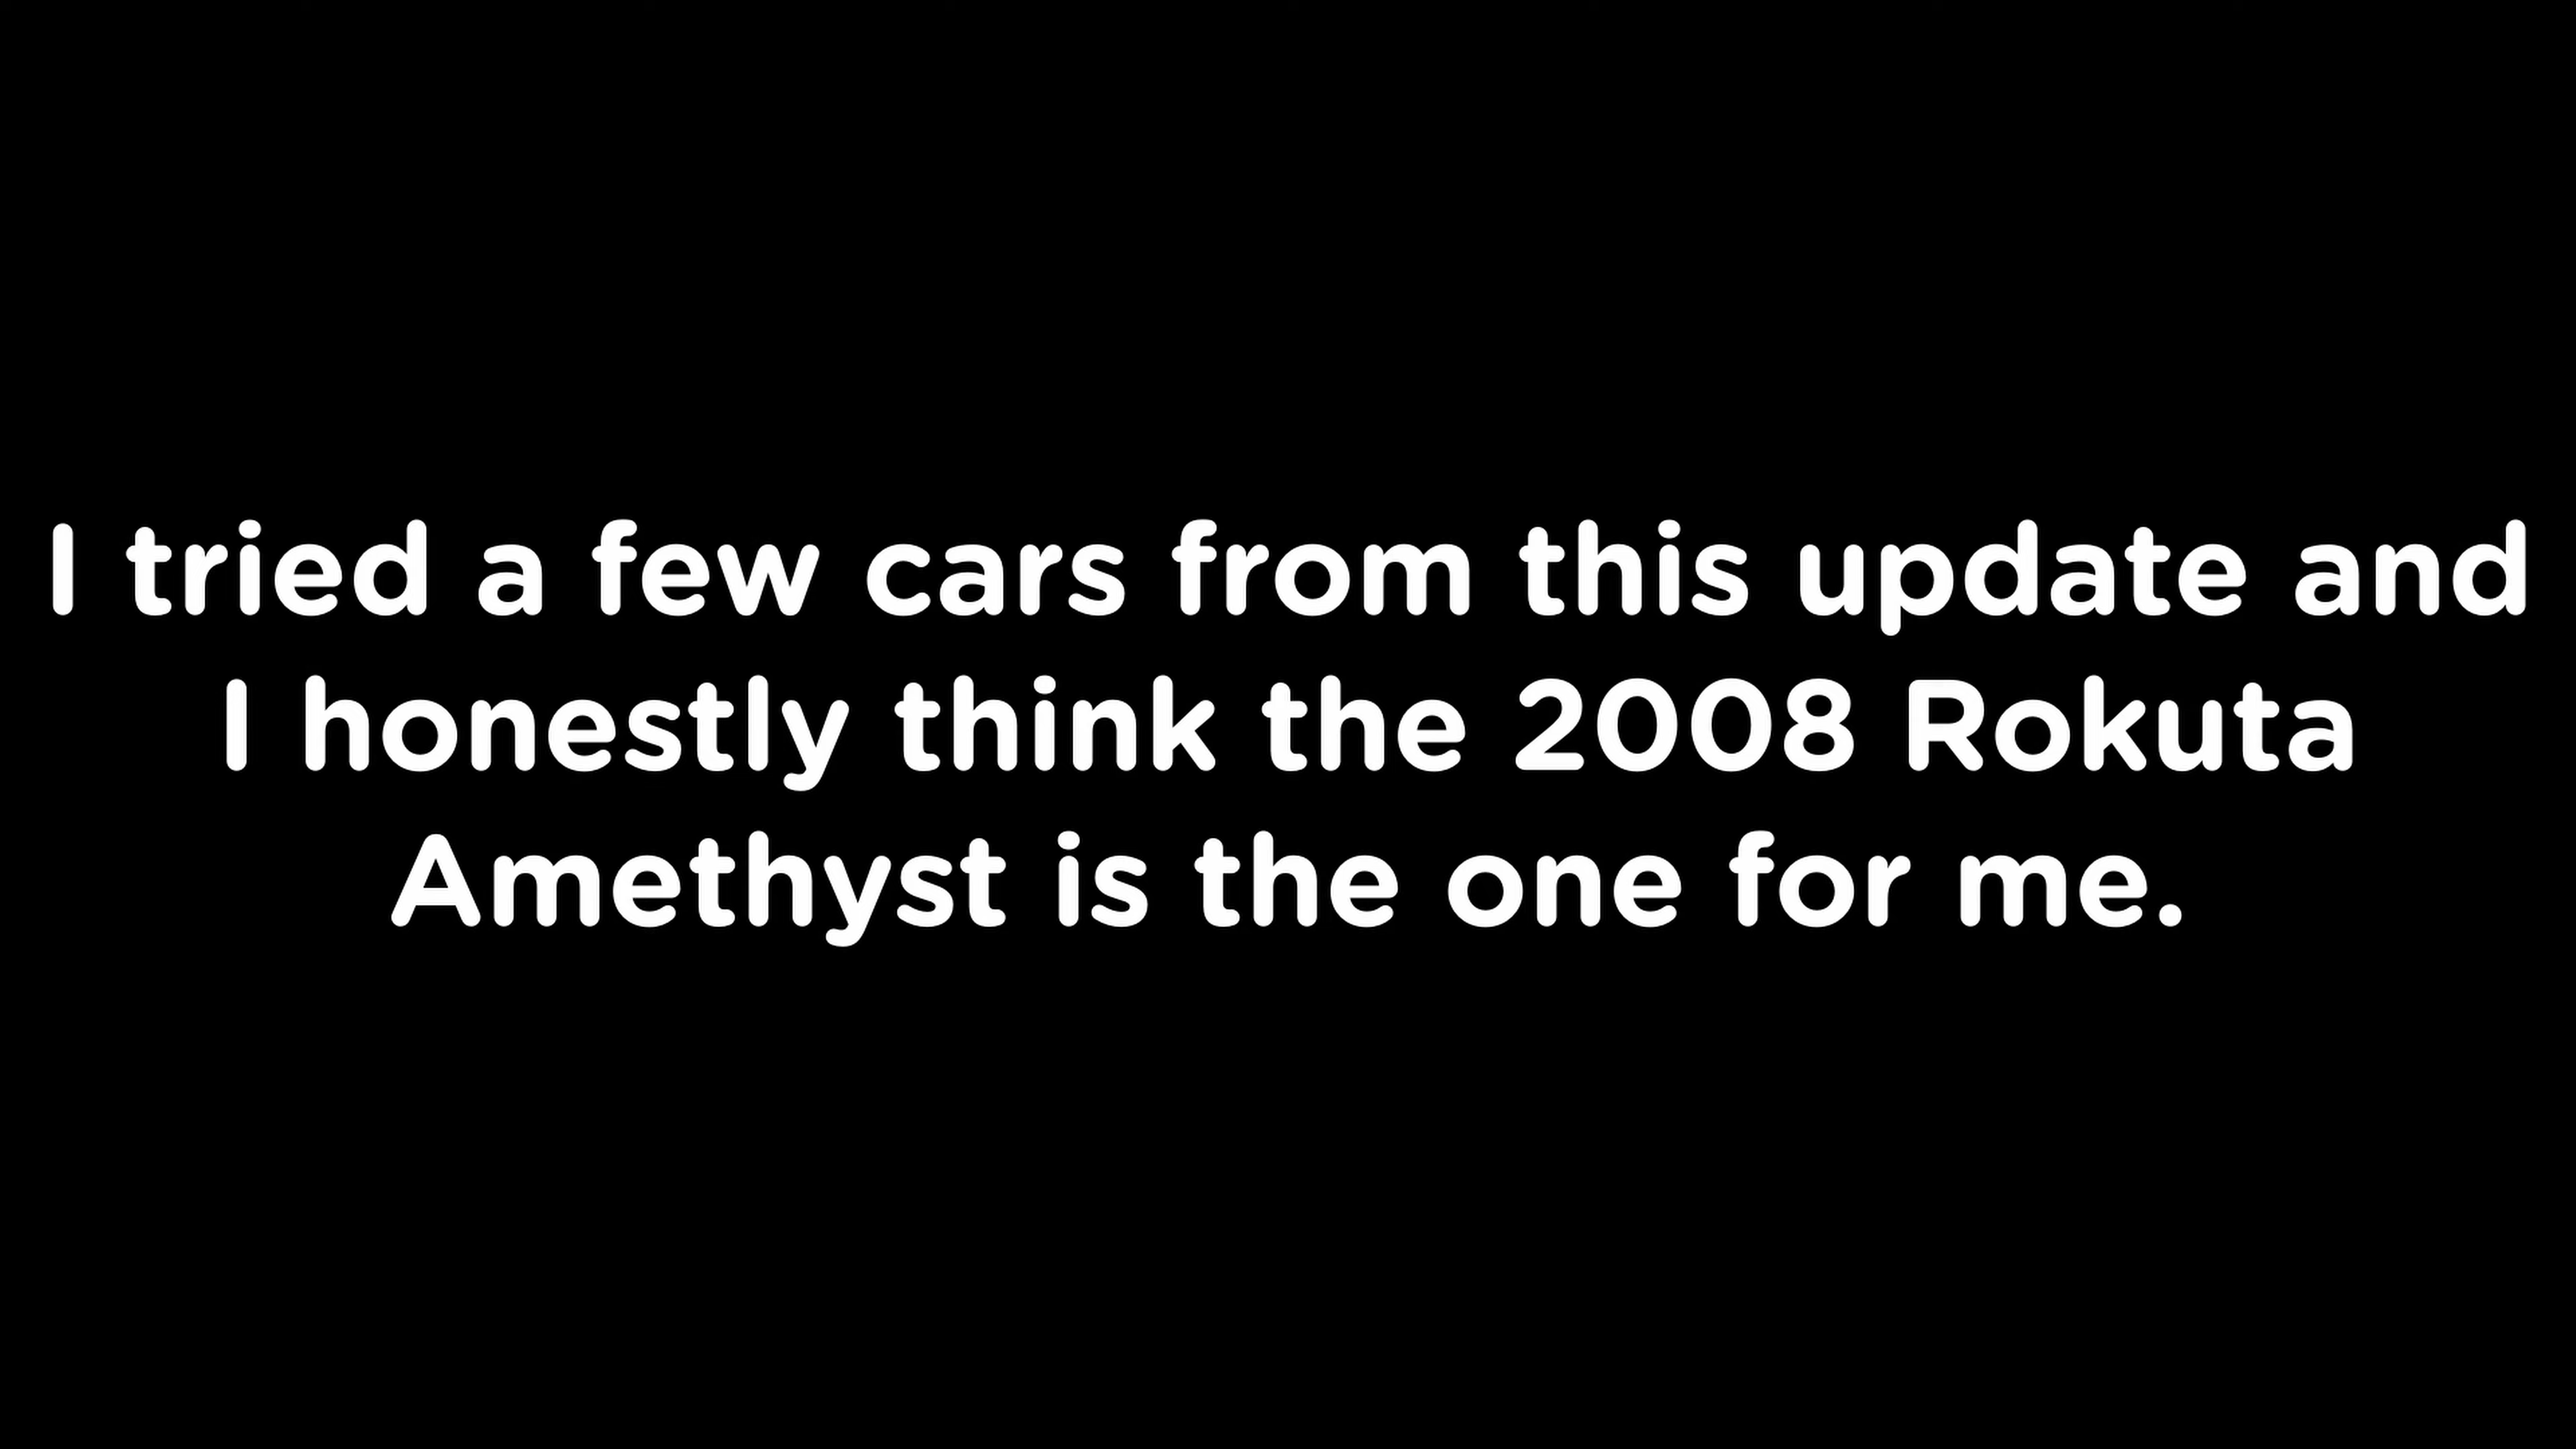 I tried a few cars from this update and
I honestly think the 2008 Rokuta
Amethyst is the one for me.